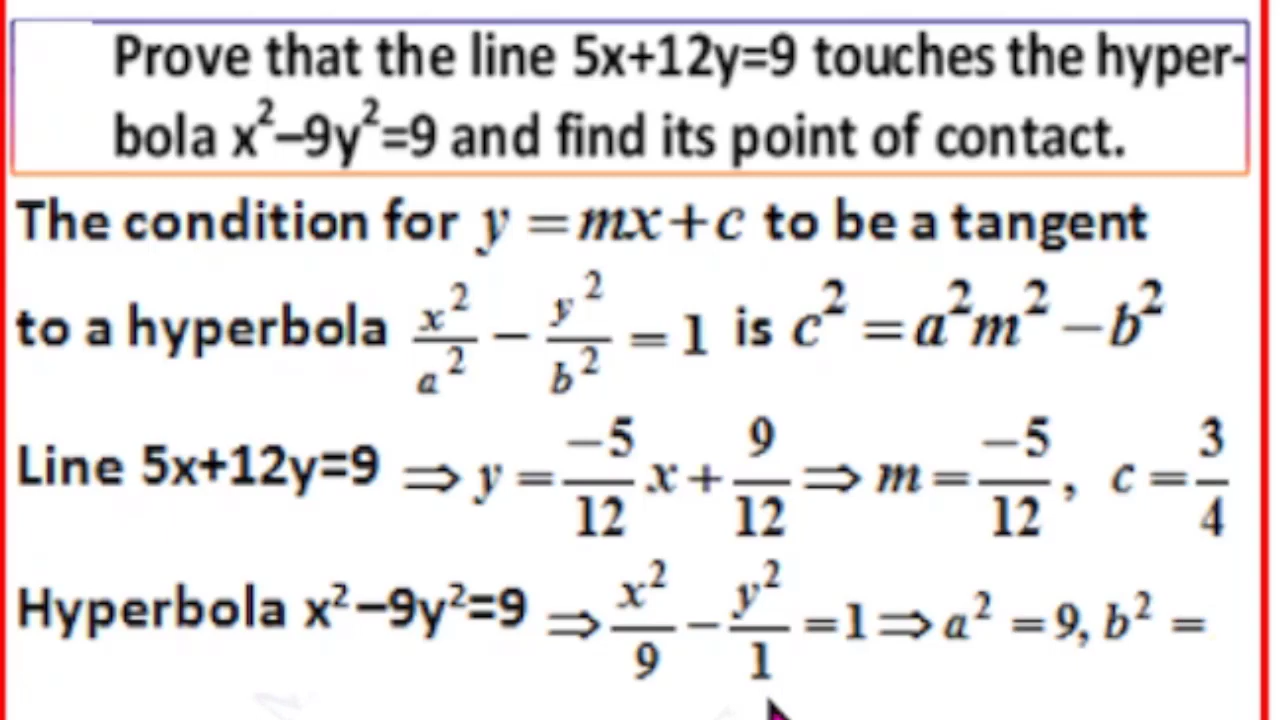 Prove that the line 5x+12y=9 touches the hyper-
bola x²–9y²=9 and find its point of contact.
The condition for y = mx + c to be a tangent
to a hyperbola x²/a² − y²/b² = 1 is c² = a²m² − b²
Line 5x+12y=9 ⇒ y = −5/12 x + 9/12 ⇒ m = −5/12, c = 3/4
Hyperbola x²–9y²=9 ⇒ x²/9 − y²/1 = 1 ⇒ a² = 9, b² =